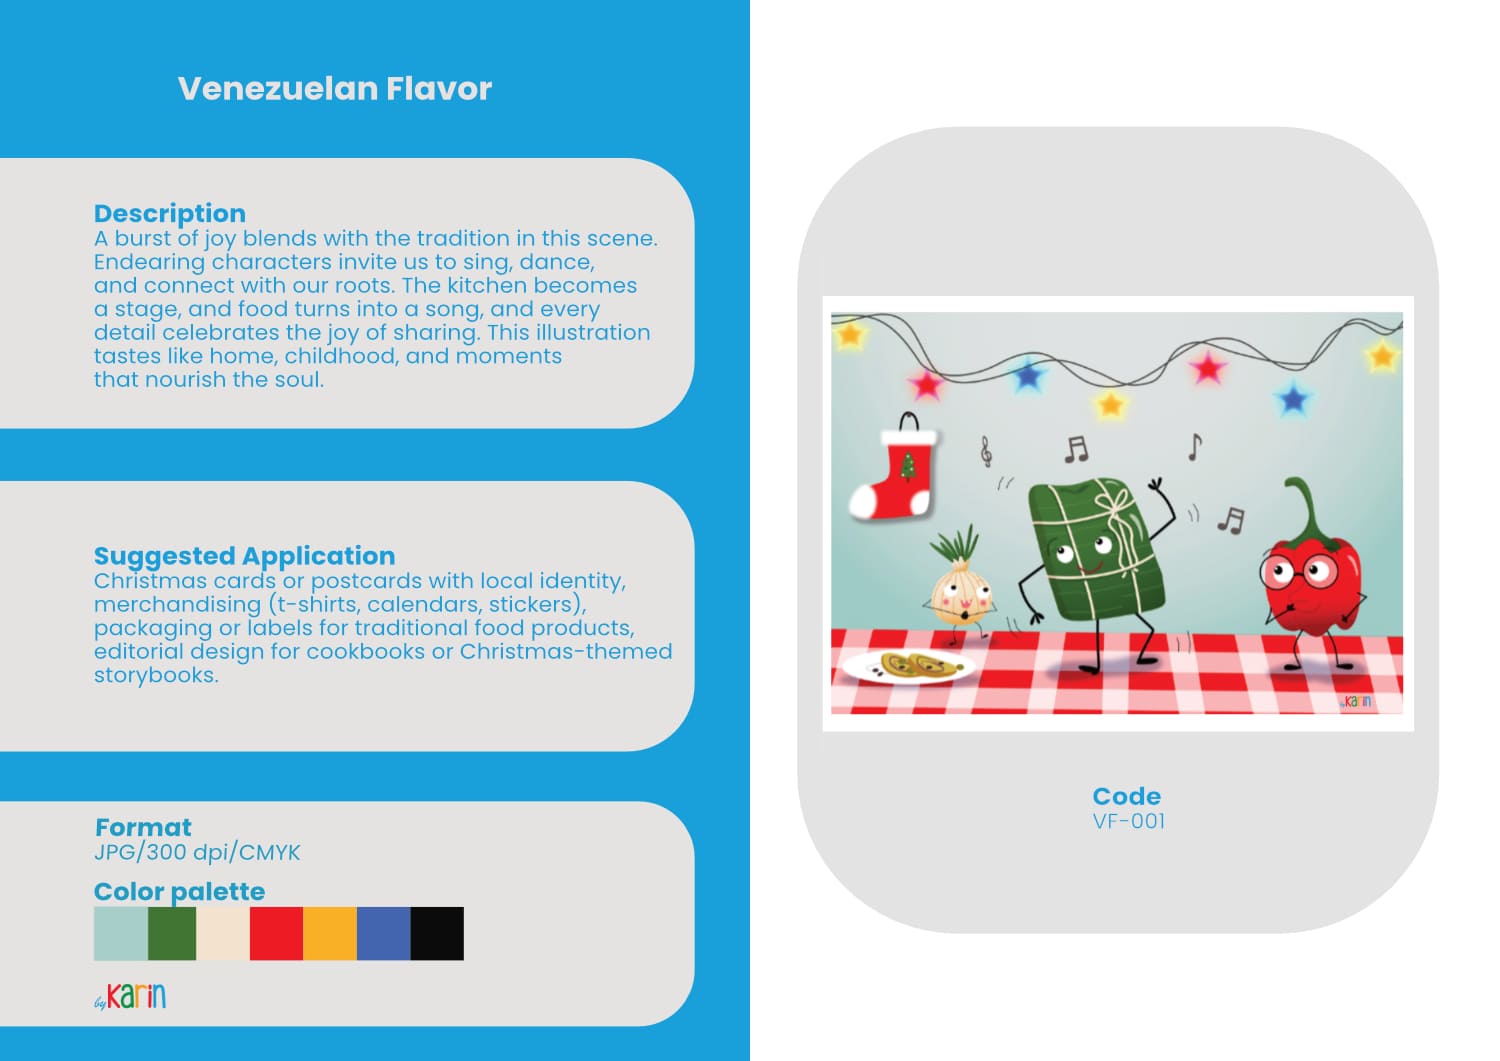 Venezuelan Flavor
Description
A burst of joy blends with the tradition in this scene.
Endearing characters invite us to sing, dance,
and connect with our roots. The kitchen becomes
a stage, and food turns into a song, and every
detail celebrates the joy of sharing. This illustration
tastes like home, childhood, and moments
that nourish the soul.
Suggested Application
Christmas cards or postcards with local identity,
merchandising (t-shirts, calendars, stickers),
packaging or labels for traditional food products,
editorial design for cookbooks or Christmas-themed
storybooks.
Format
JPG/300 dpi/CMYK
Color palette
by Karin
by Karin
Code
VF-001